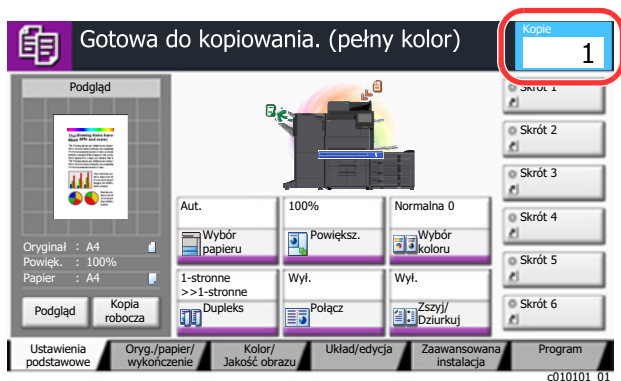 Gotowa do kopiowania. (pełny kolor)
Kopie
1
Podgląd
Oryginał : A4
Powięk. : 100%
Papier : A4
Podgląd
Kopia
robocza
Aut.
Wybór
papieru
100%
Powiększ.
Normalna 0
Wybór
koloru
1-stronne
>>1-stronne
Dupleks
Wył.
Połącz
Wył.
Zszyj/
Dziurkuj
Skrót 1
Skrót 2
Skrót 3
Skrót 4
Skrót 5
Skrót 6
Ustawienia
podstawowe
Oryg./papier/
wykończenie
Kolor/
Jakość obrazu
Układ/edycja
Zaawansowana
instalacja
Program
c010101_01